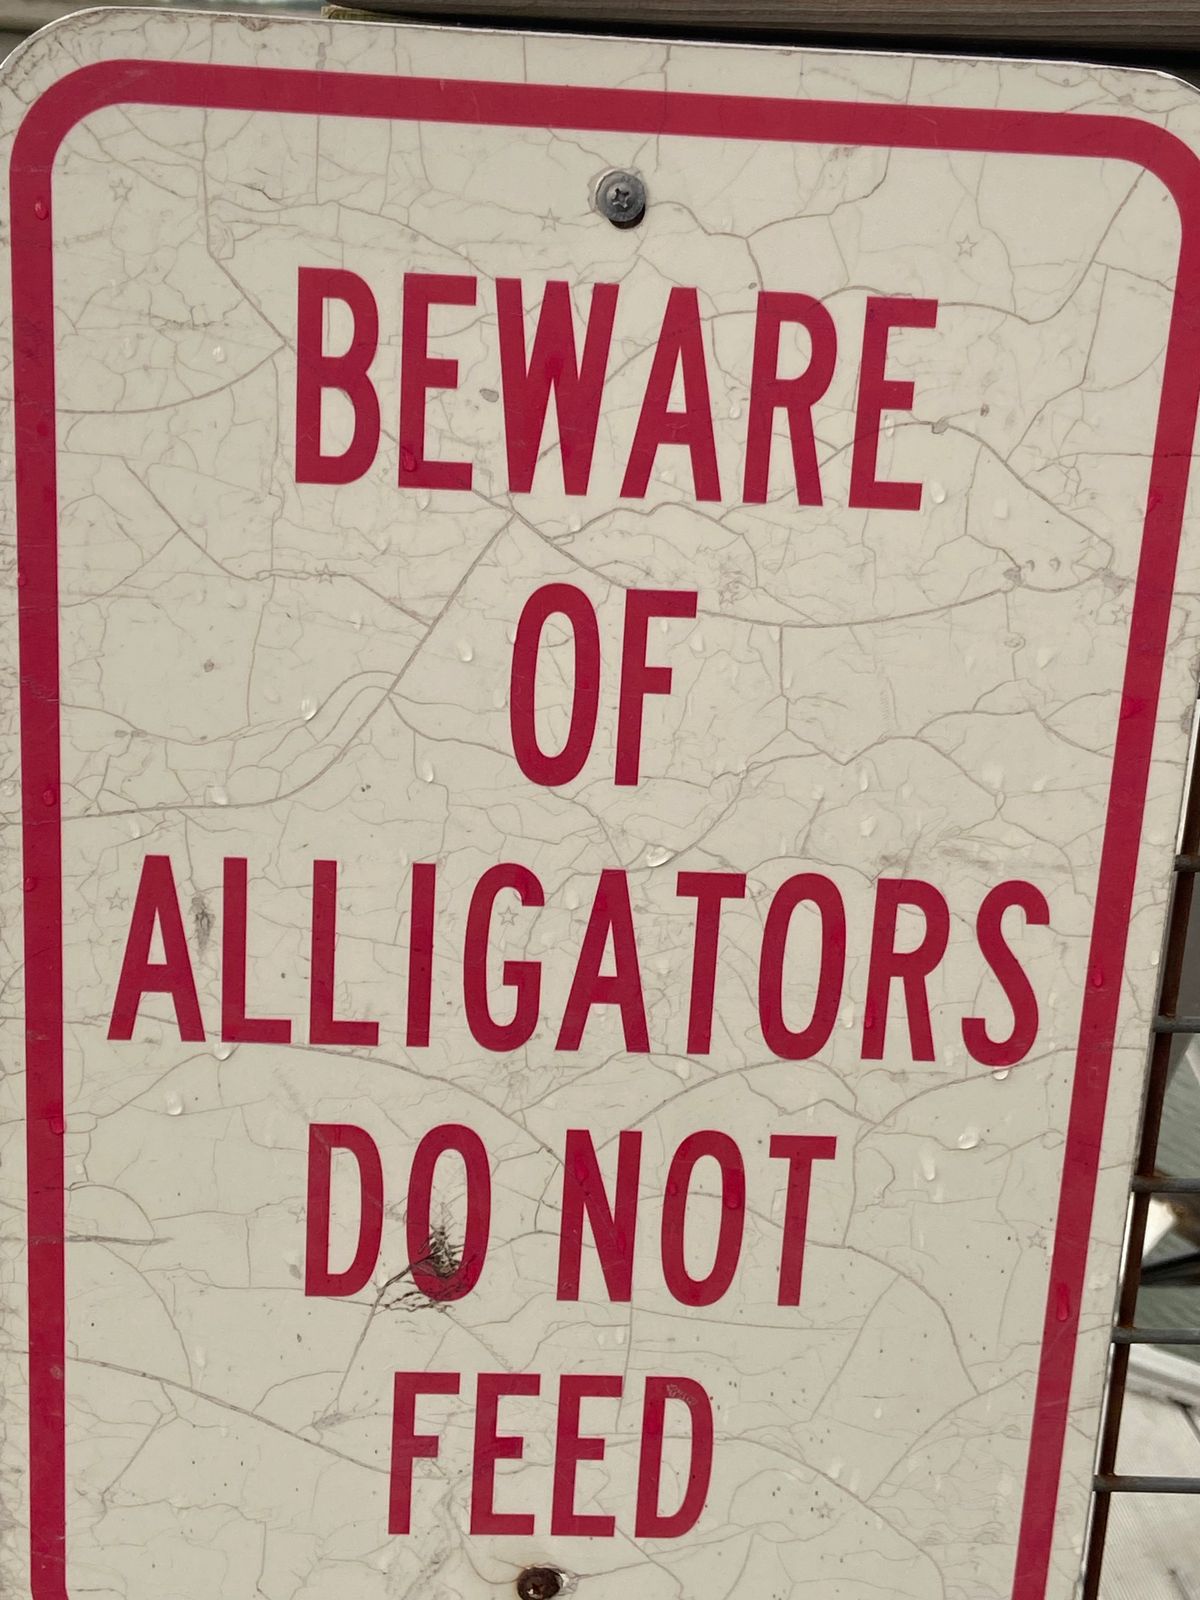 BEWARE
OF
ALLIGATORS
DO NOT
FEED